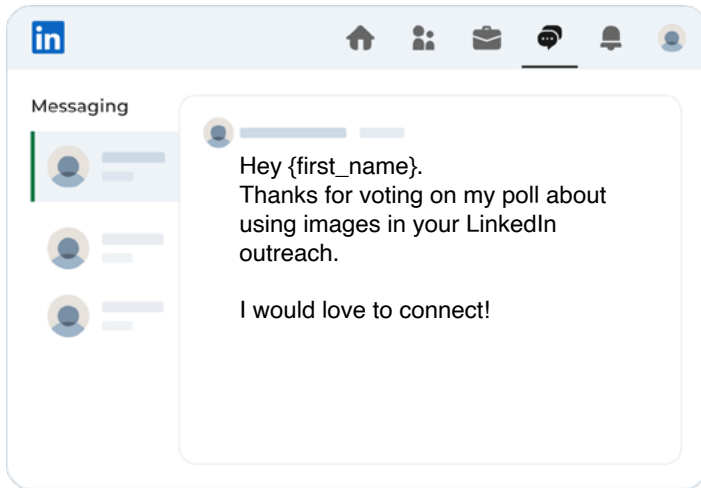 in
Messaging
Hey {first_name}.
Thanks for voting on my poll about
using images in your LinkedIn
outreach.
I would love to connect!